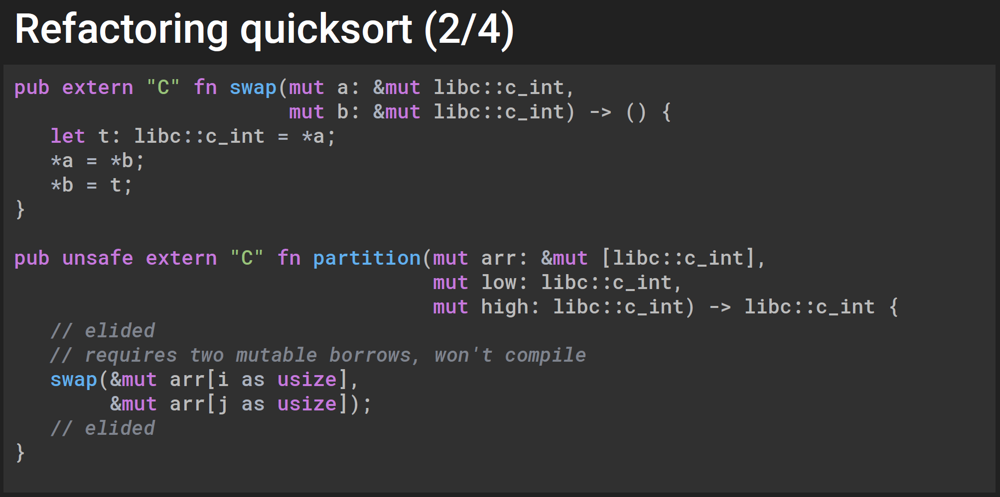 Refactoring quicksort (2/4)
pub extern "C" fn swap(mut a: &mut libc::c_int,
                       mut b: &mut libc::c_int) -> () {
   let t: libc::c_int = *a;
   *a = *b;
   *b = t;
}
pub unsafe extern "C" fn partition(mut arr: &mut [libc::c_int],
                                   mut low: libc::c_int,
                                   mut high: libc::c_int) -> libc::c_int {
   // elided
   // requires two mutable borrows, won't compile
   swap(&mut arr[i as usize],
        &mut arr[j as usize]);
   // elided
}